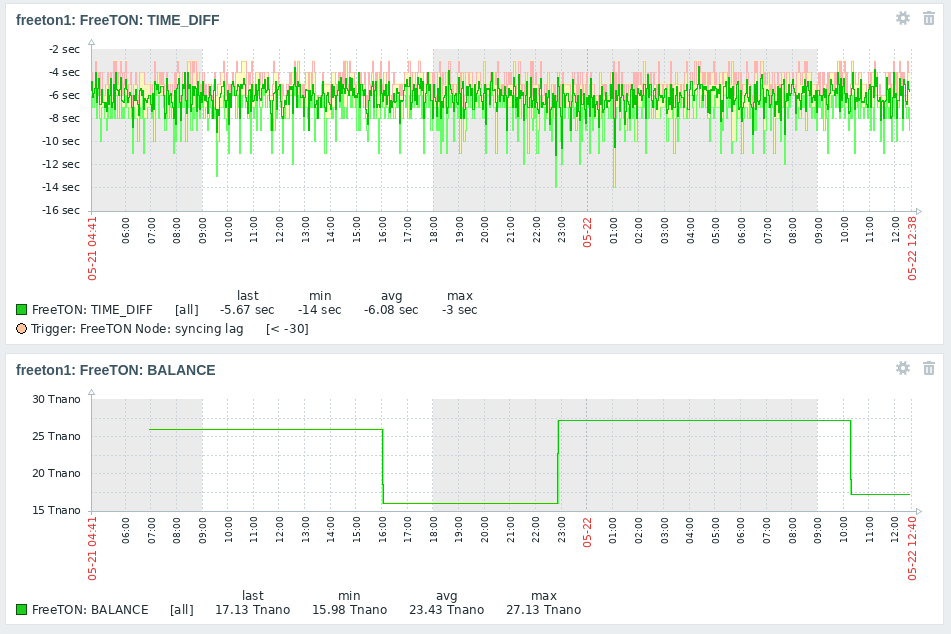 freeton1: FreeTON: TIME_DIFF
-2 sec
-4 sec
-6 sec
-8 sec
-10 sec
-12 sec
-14 sec
-16 sec
05-21 04:41 06:00 07:00 08:00 09:00 10:00 11:00 12:00 13:00 14:00 15:00 16:00 17:00 18:00 19:00 20:00 21:00 22:00 23:00 05-22 01:00 02:00 03:00 04:00 05:00 06:00 07:00 08:00 09:00 10:00 11:00 12:00 05-22 12:38
last min avg max
FreeTON: TIME_DIFF [all] -5.67 sec -14 sec -6.08 sec -3 sec
Trigger: FreeTON Node: syncing lag [< -30]
freeton1: FreeTON: BALANCE
30 Tnano
25 Tnano
20 Tnano
15 Tnano
05-21 04:41 06:00 07:00 08:00 09:00 10:00 11:00 12:00 13:00 14:00 15:00 16:00 17:00 18:00 19:00 20:00 21:00 22:00 23:00 05-22 01:00 02:00 03:00 04:00 05:00 06:00 07:00 08:00 09:00 10:00 11:00 12:00 05-22 12:40
last min avg max
FreeTON: BALANCE [all] 17.13 Tnano 15.98 Tnano 23.43 Tnano 27.13 Tnano